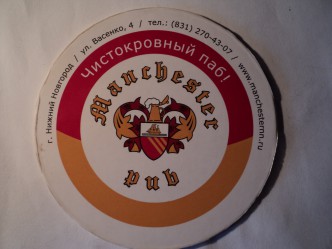 г. Нижний Новгород / ул. Васенко, 4 / тел.: (831) 270-43-07 / www.manchesternn.ru
Чистокровный паб!
Manchester
pub